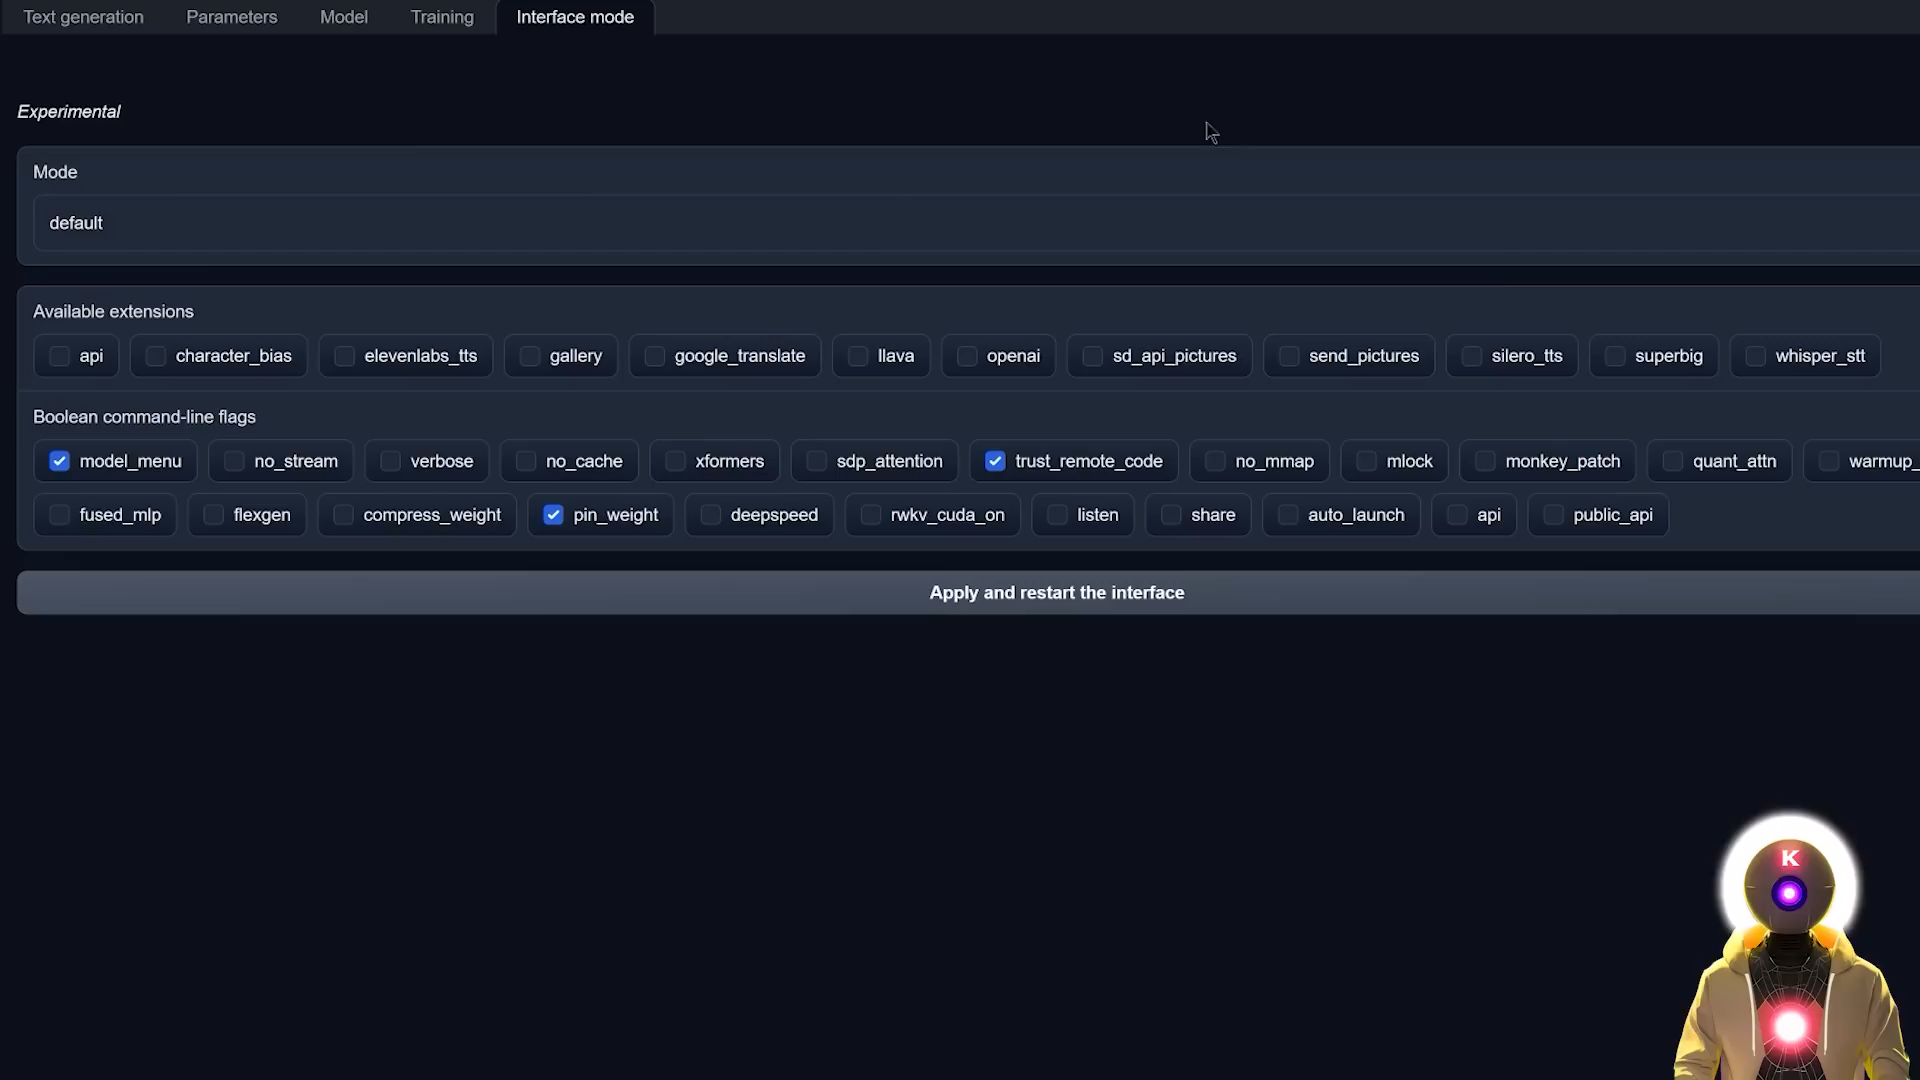 Text generation Parameters Model Training Interface mode
Experimental
Mode
default
Available extensions
api character_bias elevenlabs_tts gallery google_translate llava openai sd_api_pictures send_pictures silero_tts superbig whisper_stt
Boolean command-line flags
model_menu no_stream verbose no_cache xformers sdp_attention trust_remote_code no_mmap mlock monkey_patch quant_attn warmup_
fused_mlp flexgen compress_weight pin_weight deepspeed rwkv_cuda_on listen share auto_launch api public_api
Apply and restart the interface
K